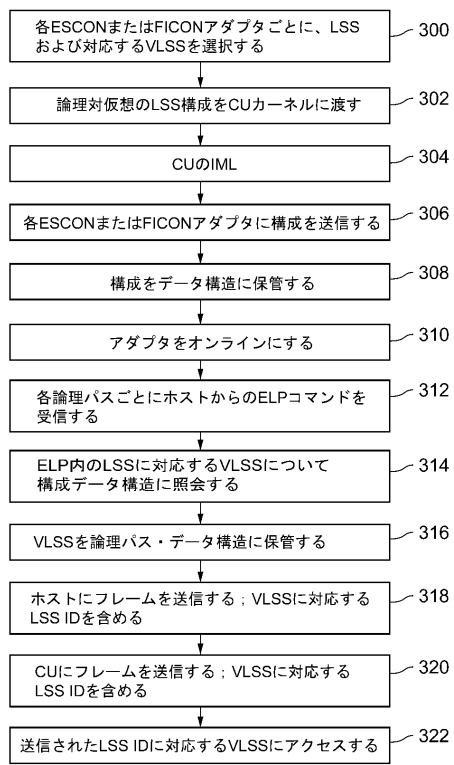 各ESCONまたはFICONアダプタごとに、LSS
および対応するVLSSを選択する
300
論理対仮想のLSS構成をCUカーネルに渡す
302
CUのIML
304
各ESCONまたはFICONアダプタに構成を送信する
306
構成をデータ構造に保管する
308
アダプタをオンラインにする
310
各論理パスごとにホストからのELPコマンドを
受信する
312
ELP内のLSSに対応するVLSSについて
構成データ構造に照会する
314
VLSSを論理パス・データ構造に保管する
316
ホストにフレームを送信する；VLSSに対応する
LSS IDを含める
318
CUにフレームを送信する；VLSSに対応する
LSS IDを含める
320
送信されたLSS IDに対応するVLSSにアクセスする
322